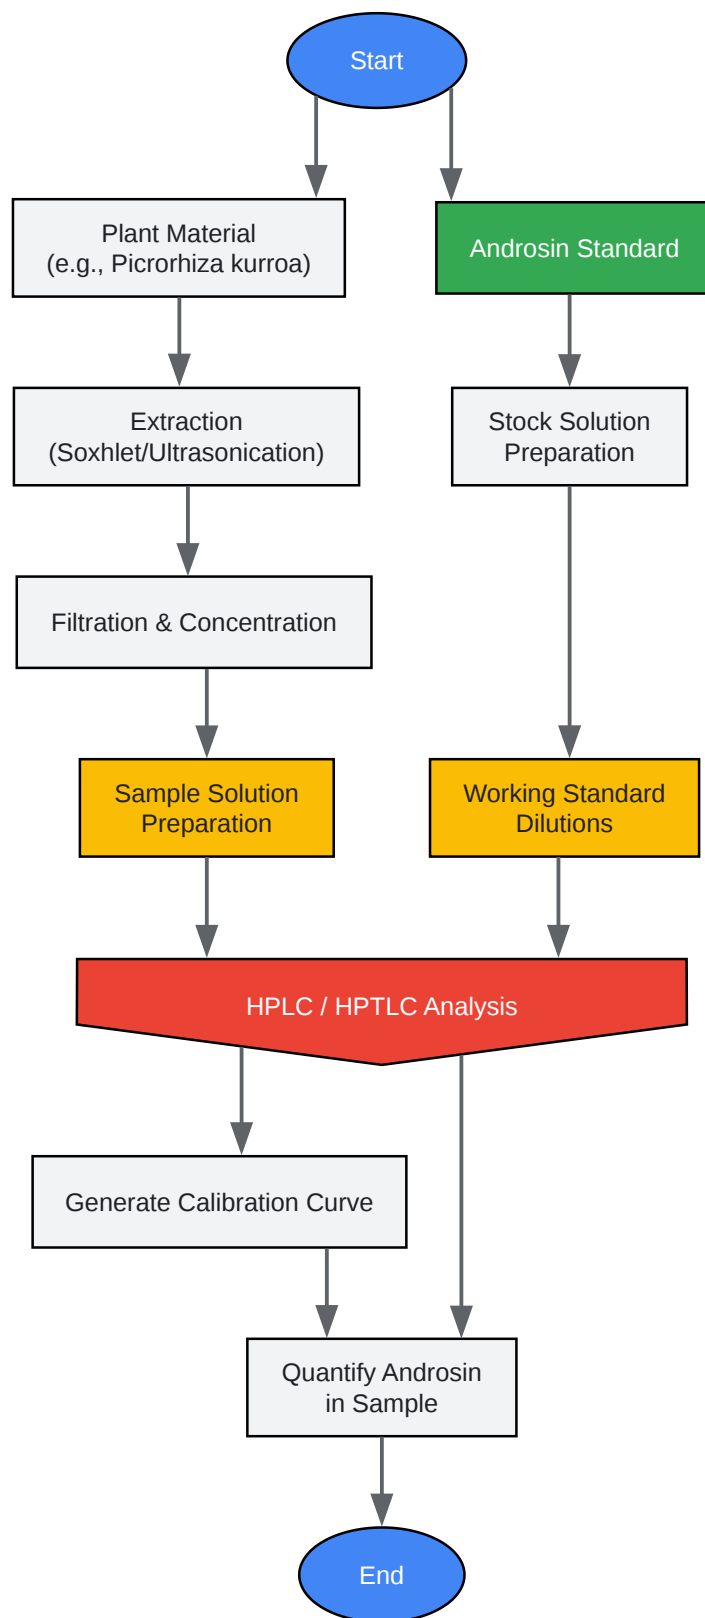 Start
Plant Material
(e.g., Picrorhiza kurroa)
Androsin Standard
Extraction
(Soxhlet/Ultrasonication)
Stock Solution
Preparation
Filtration & Concentration
Sample Solution
Preparation
Working Standard
Dilutions
HPLC / HPTLC Analysis
Generate Calibration Curve
Quantify Androsin
in Sample
End